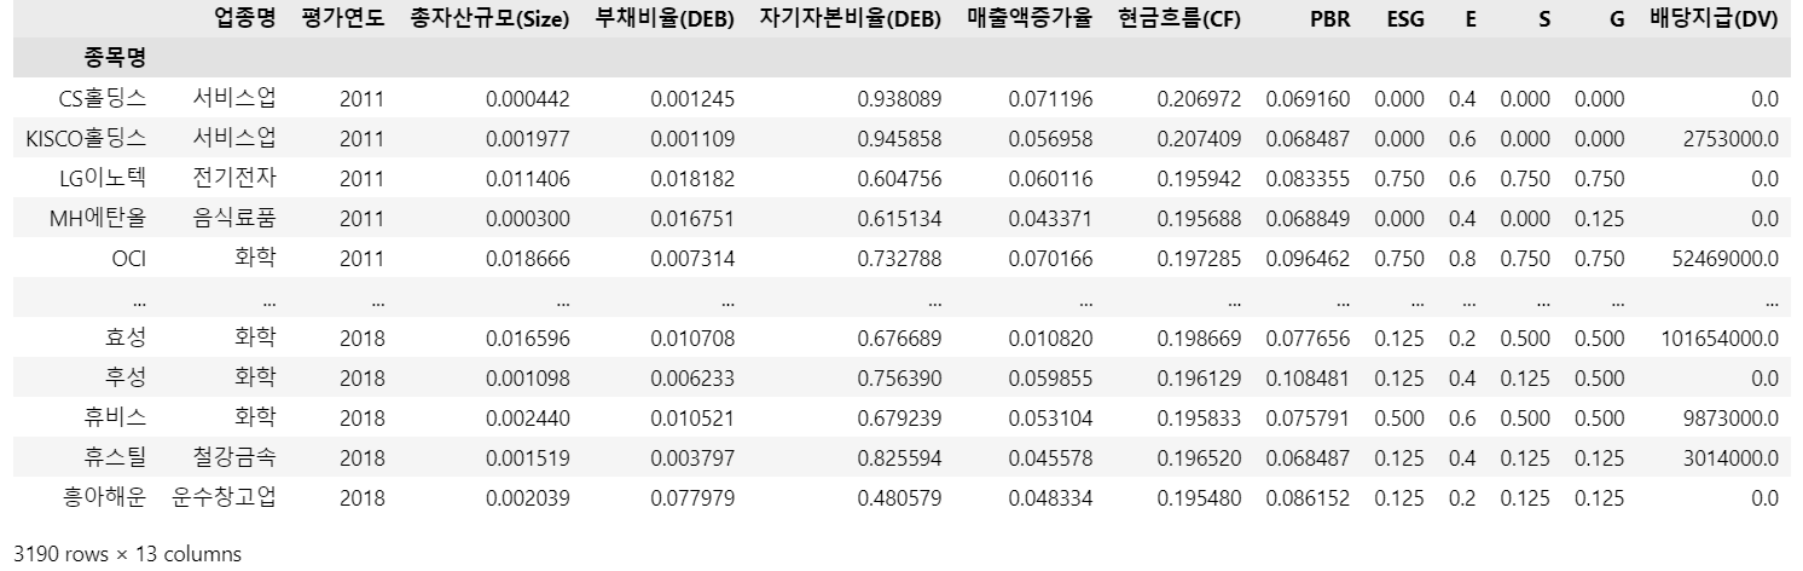 업종명 평가연도 총자산규모(Size) 부채비율(DEB) 자기자본비율(DEB) 매출액증가율 현금흐름(CF) PBR ESG E S G 배당지급(DV)
종목명
CS홀딩스 서비스업 2011 0.000442 0.001245 0.938089 0.071196 0.206972 0.069160 0.000 0.4 0.000 0.000 0.0
KISCO홀딩스 서비스업 2011 0.001977 0.001109 0.945858 0.056958 0.207409 0.068487 0.000 0.6 0.000 0.000 2753000.0
LG이노텍 전기전자 2011 0.011406 0.018182 0.604756 0.060116 0.195942 0.083355 0.750 0.6 0.750 0.750 0.0
MH에탄올 음식료품 2011 0.000300 0.016751 0.615134 0.043371 0.195688 0.068849 0.000 0.4 0.000 0.125 0.0
OCI 화학 2011 0.018666 0.007314 0.732788 0.070166 0.197285 0.096462 0.750 0.8 0.750 0.750 52469000.0
... ... ... ... ... ... ... ... ... ... ... ... ... ...
효성 화학 2018 0.016596 0.010708 0.676689 0.010820 0.198669 0.077656 0.125 0.2 0.500 0.500 101654000.0
후성 화학 2018 0.001098 0.006233 0.756390 0.059855 0.196129 0.108481 0.125 0.4 0.125 0.500 0.0
휴비스 화학 2018 0.002440 0.010521 0.679239 0.053104 0.195833 0.075791 0.500 0.6 0.500 0.500 9873000.0
휴스틸 철강금속 2018 0.001519 0.003797 0.825594 0.045578 0.196520 0.068487 0.125 0.4 0.125 0.125 3014000.0
흥아해운 운수창고업 2018 0.002039 0.077979 0.480579 0.048334 0.195480 0.086152 0.125 0.2 0.125 0.125 0.0
3190 rows × 13 columns